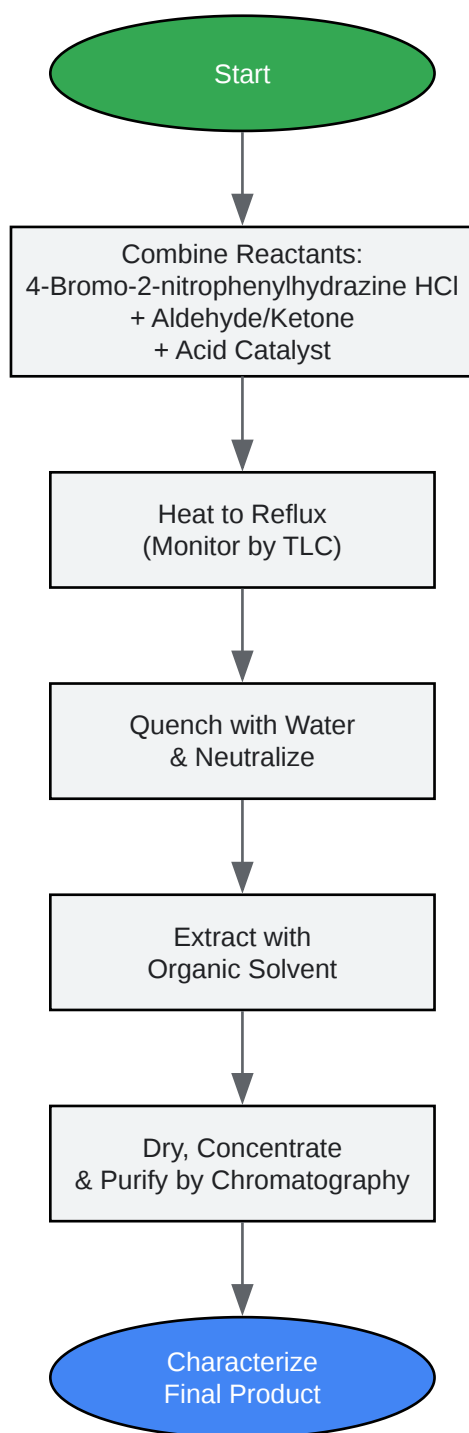 Start
Combine Reactants:
4-Bromo-2-nitrophenylhydrazine HCl
+ Aldehyde/Ketone
+ Acid Catalyst
Heat to Reflux
(Monitor by TLC)
Quench with Water
& Neutralize
Extract with
Organic Solvent
Dry, Concentrate
& Purify by Chromatography
Characterize
Final Product